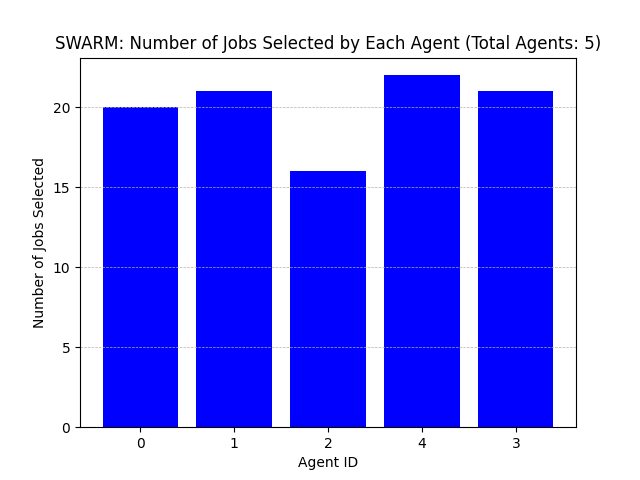 SWARM: Number of Jobs Selected by Each Agent (Total Agents: 5)
Number of Jobs Selected
20
15
10
5
0
0 1 2 4 3
Agent ID